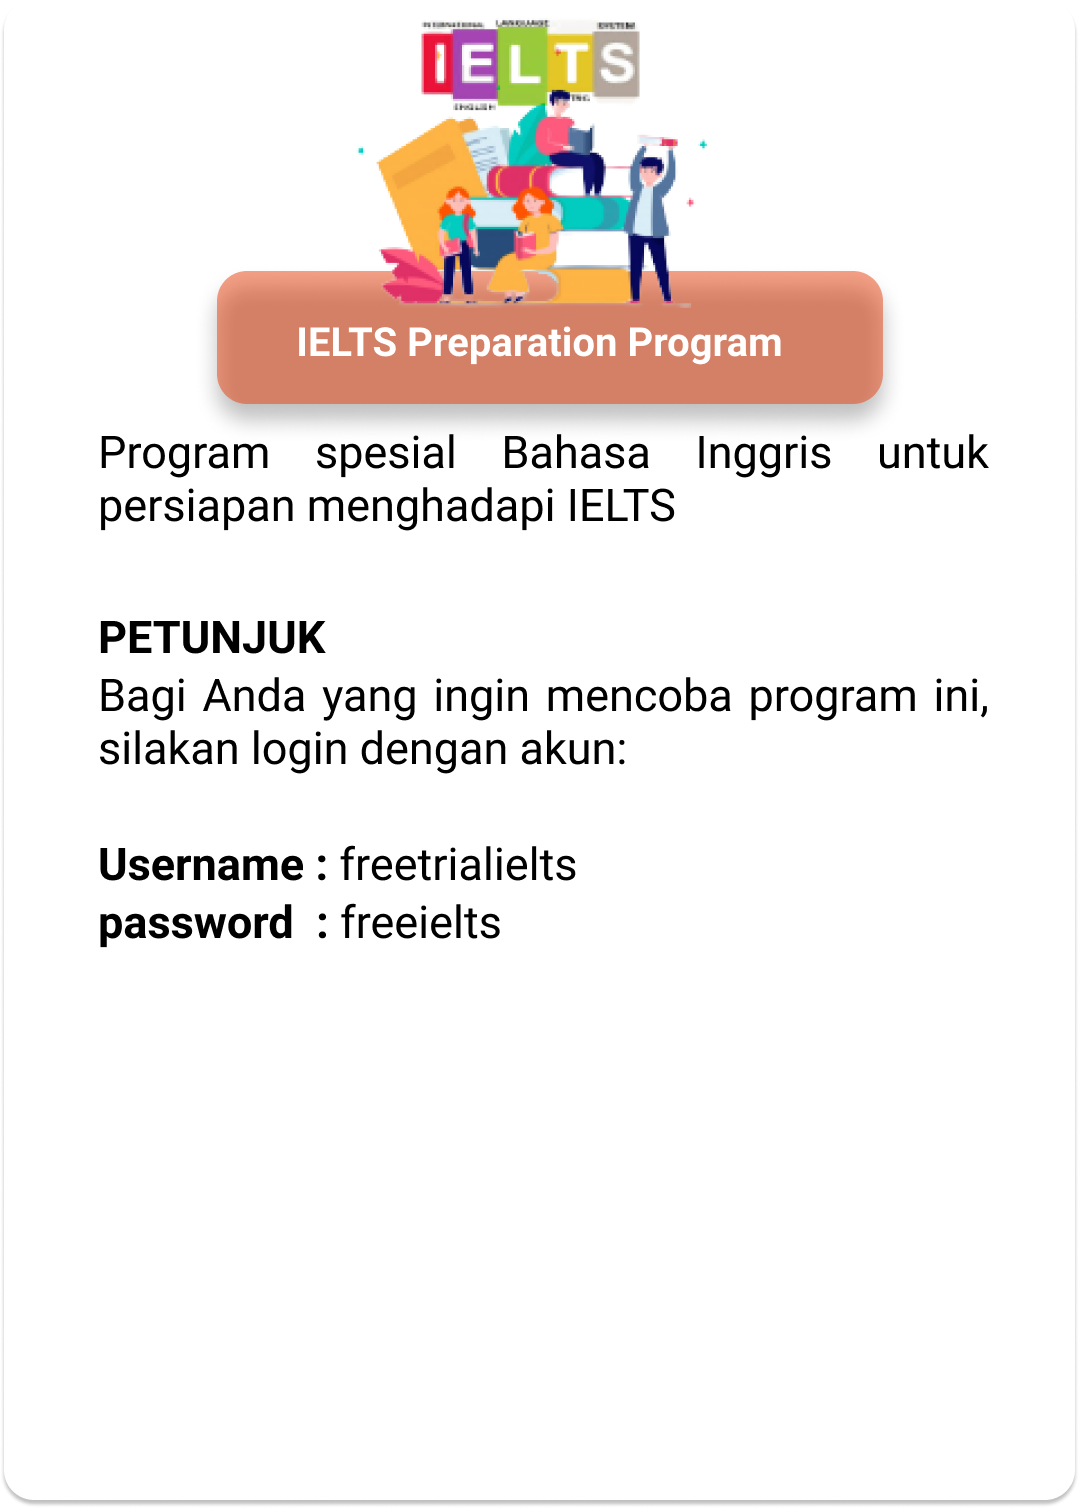 INTERNATIONAL LANGUAGE SYSTEM
IELTS
ENGLISH
IELTS Preparation Program
Program spesial Bahasa Inggris untuk
persiapan menghadapi IELTS
PETUNJUK
Bagi Anda yang ingin mencoba program ini,
silakan login dengan akun:
Username : freetrialielts
password : freeielts